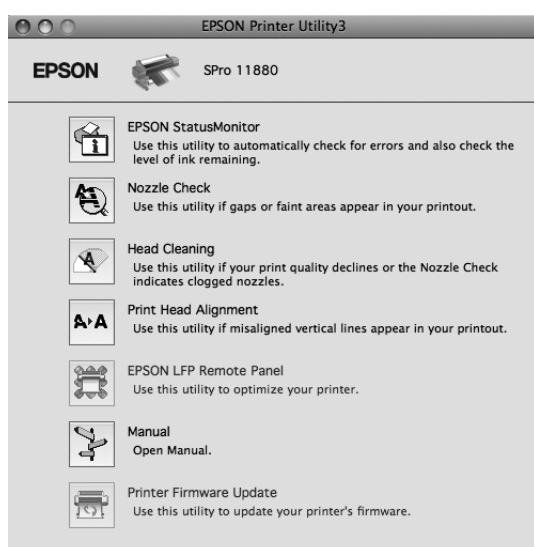 EPSON Printer Utility3
EPSON SPro 11880
EPSON StatusMonitor
Use this utility to automatically check for errors and also check the
level of ink remaining.
Nozzle Check
Use this utility if gaps or faint areas appear in your printout.
Head Cleaning
Use this utility if your print quality declines or the Nozzle Check
indicates clogged nozzles.
Print Head Alignment
Use this utility if misaligned vertical lines appear in your printout.
EPSON LFP Remote Panel
Use this utility to optimize your printer.
Manual
Open Manual.
Printer Firmware Update
Use this utility to update your printer's firmware.